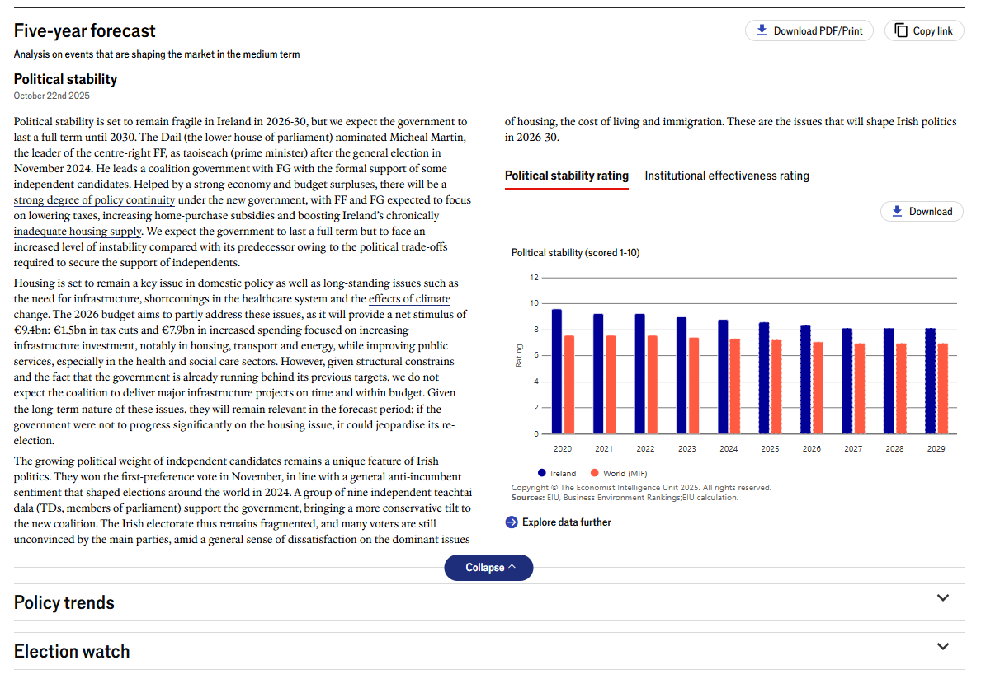 Five-year forecast
Download PDF/Print
Copy link
Analysis on events that are shaping the market in the medium term
Political stability
October 22nd 2025
Political stability is set to remain fragile in Ireland in 2026-30, but we expect the government to
last a full term until 2030. The Dail (the lower house of parliament) nominated Micheal Martin,
the leader of the centre-right FF, as taoiseach (prime minister) after the general election in
November 2024. He leads a coalition government with FG with the formal support of some
independent candidates. Helped by a strong economy and budget surpluses, there will be a
strong degree of policy continuity under the new government, with FF and FG expected to focus
on lowering taxes, increasing home-purchase subsidies and boosting Ireland's chronically
inadequate housing supply. We expect the government to last a full term but to face an
increased level of instability compared with its predecessor owing to the political trade-offs
required to secure the support of independents.
Housing is set to remain a key issue in domestic policy as well as long-standing issues such as
the need for infrastructure, shortcomings in the healthcare system and the effects of climate
change. The 2026 budget aims to partly address these issues, as it will provide a net stimulus of
€9.4bn: €1.5bn in tax cuts and €7.9bn in increased spending focused on increasing
infrastructure investment, notably in housing, transport and energy, while improving public
services, especially in the health and social care sectors. However, given structural constrains
and the fact that the government is already running behind its previous targets, we do not
expect the coalition to deliver major infrastructure projects on time and within budget. Given
the long-term nature of these issues, they will remain relevant in the forecast period; if the
government were not to progress significantly on the housing issue, it could jeopardise its re-
election.
The growing political weight of independent candidates remains a unique feature of Irish
politics. They won the first-preference vote in November, in line with a general anti-incumbent
sentiment that shaped elections around the world in 2024. A group of nine independent teachtai
dala (TDs, members of parliament) support the government, bringing a more conservative tilt to
the new coalition. The Irish electorate thus remains fragmented, and many voters are still
unconvinced by the main parties, amid a general sense of dissatisfaction on the dominant issues
of housing, the cost of living and immigration. These are the issues that will shape Irish politics
in 2026-30.
Political stability rating
Institutional effectiveness rating
Download
Political stability (scored 1-10)
12
10
8
6
4
2
0
Rating
2020 2021 2022 2023 2024 2025 2026 2027 2028 2029
Ireland World (MIF)
Copyright © The Economist Intelligence Unit 2025. All rights reserved.
Sources: EIU, Business Environment Rankings;EIU calculation.
Explore data further
Collapse
Policy trends
Election watch